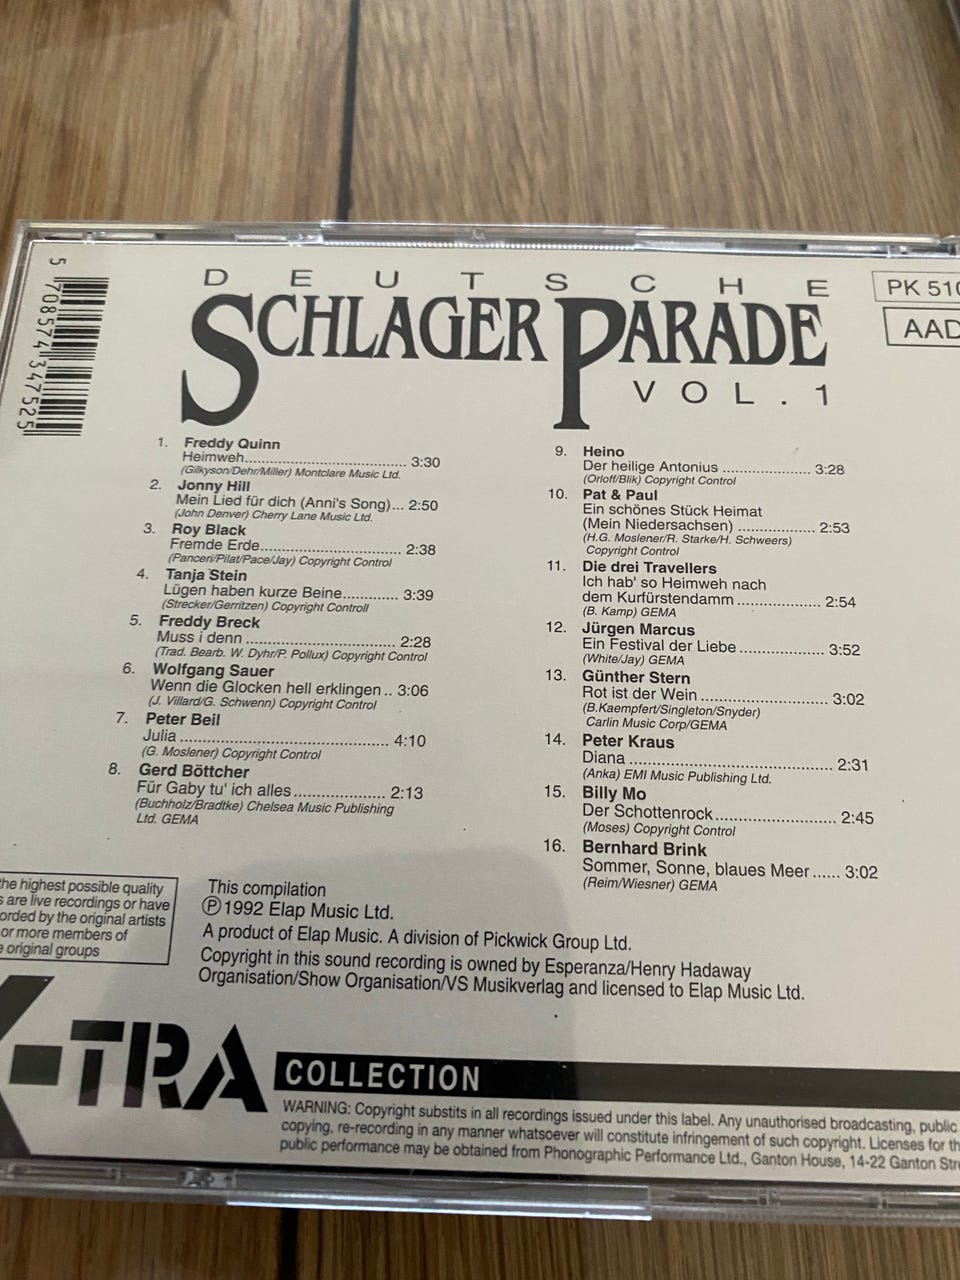 5 708574 347525
DEUTSCHE
SCHLAGER PARADE
VOL. 1
PK 510
AAD
1. Freddy Quinn
Heimweh........................................... 3:30
(Gilkyson/Dehr/Miller) Montclare Music Ltd.
2. Jonny Hill
Mein Lied für dich (Anni's Song)... 2:50
(John Denver) Cherry Lane Music Ltd.
3. Roy Black
Fremde Erde................................ 2:38
(Panceri/Pilat/Pace/Jay) Copyright Control
4. Tanja Stein
Lügen haben kurze Beine............. 3:39
(Strecker/Gerritzen) Copyright Controll
5. Freddy Breck
Muss i denn .................................. 2:28
(Trad. Bearb. W. Dyhr/P. Pollux) Copyright Control
6. Wolfgang Sauer
Wenn die Glocken hell erklingen .. 3:06
(J. Villard/G. Schwenn) Copyright Control
7. Peter Beil
Julia ............................................... 4:10
(G. Moslener) Copyright Control
8. Gerd Böttcher
Für Gaby tu' ich alles..................... 2:13
(Buchholz/Bradtke) Chelsea Music Publishing
Ltd. GEMA
9. Heino
Der heilige Antonius .................... 3:28
(Orloff/Blik) Copyright Control
10. Pat & Paul
Ein schönes Stück Heimat
(Mein Niedersachsen) .................. 2:53
(H.G. Moslener/R. Starke/H. Schweers)
Copyright Control
11. Die drei Travellers
Ich hab' so Heimweh nach
dem Kurfürstendamm ................... 2:54
(B. Kamp) GEMA
12. Jürgen Marcus
Ein Festival der Liebe ................... 3:52
(White/Jay) GEMA
13. Günther Stern
Rot ist der Wein ............................. 3:02
(B.Kaempfert/Singleton/Snyder)
Carlin Music Corp/GEMA
14. Peter Kraus
Diana .............................................. 2:31
(Anka) EMI Music Publishing Ltd.
15. Billy Mo
Der Schottenrock........................... 2:45
(Moses) Copyright Control
16. Bernhard Brink
Sommer, Sonne, blaues Meer ...... 3:02
(Reim/Wiesner) GEMA
the highest possible quality
are live recordings or have
orded by the original artists
or more members of
original groups
This compilation
Ⓟ 1992 Elap Music Ltd.
A product of Elap Music. A division of Pickwick Group Ltd.
Copyright in this sound recording is owned by Esperanza/Henry Hadaway
Organisation/Show Organisation/VS Musikverlag and licensed to Elap Music Ltd.
X-TRA
COLLECTION
WARNING: Copyright substits in all recordings issued under this label. Any unauthorised broadcasting, public
copying, re-recording in any manner whatsoever will constitute infringement of such copyright. Licenses for th
public performance may be obtained from Phonographic Performance Ltd., Ganton House, 14-22 Ganton Str